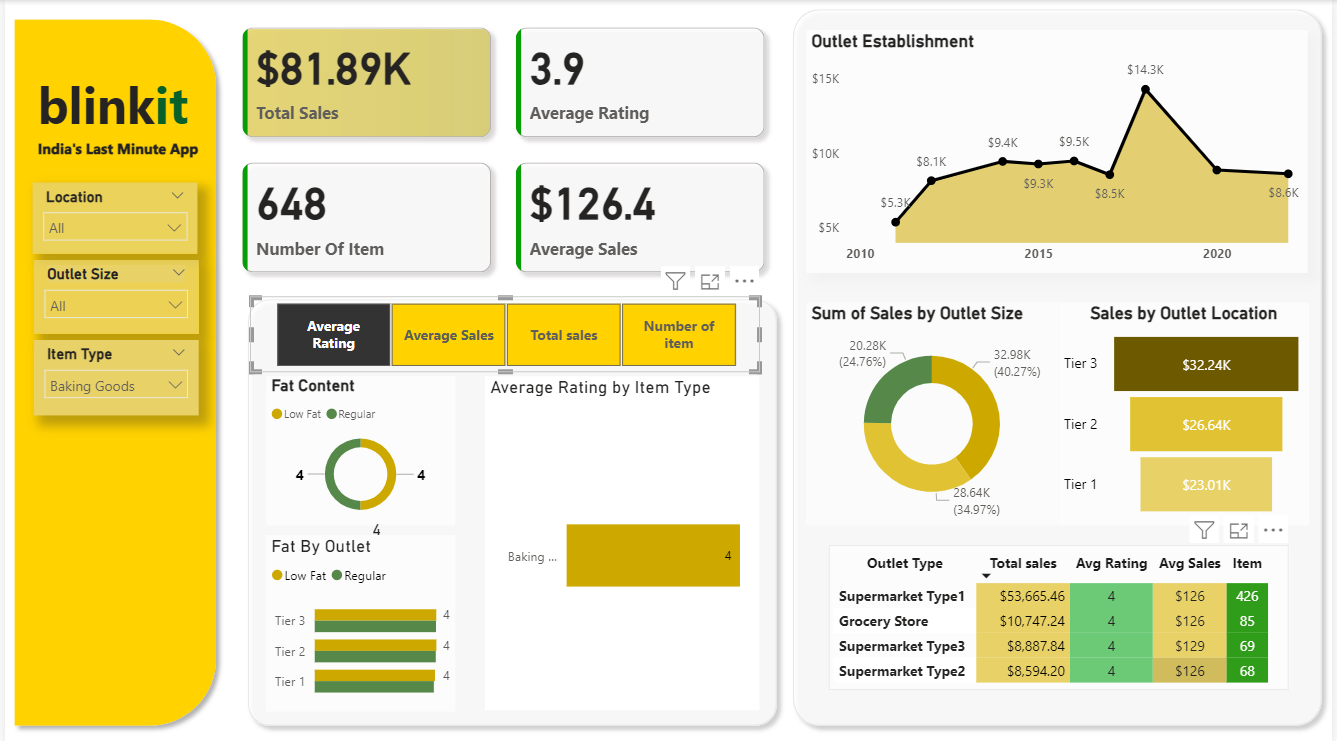 blinkit
India's Last Minute App
Location
All
Outlet Size
All
Item Type
Baking Goods
$81.89K
Total Sales
3.9
Average Rating
648
Number Of Item
$126.4
Average Sales
Average
Rating
Average Sales
Total sales
Number of
item
Fat Content
Low Fat Regular
4 4
4
Fat By Outlet
Low Fat Regular
Tier 3 4
Tier 2 4
Tier 1 4
Average Rating by Item Type
Baking ... 4
Outlet Establishment
$15K
$10K
$5K
$5.3K
$8.1K
$9.4K
$9.3K
$9.5K
$8.5K
$14.3K
$8.6K
2010 2015 2020
Sum of Sales by Outlet Size
20.28K
(24.76%)
32.98K
(40.27%)
28.64K
(34.97%)
Sales by Outlet Location
Tier 3 $32.24K
Tier 2 $26.64K
Tier 1 $23.01K
Outlet Type Total sales Avg Rating Avg Sales Item
Supermarket Type1 $53,665.46 4 $126 426
Grocery Store $10,747.24 4 $126 85
Supermarket Type3 $8,887.84 4 $129 69
Supermarket Type2 $8,594.20 4 $126 68